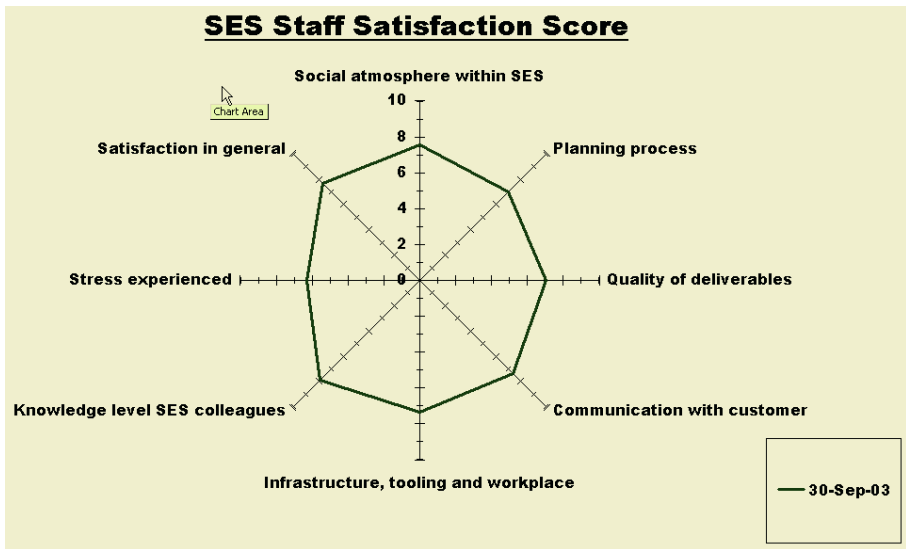 SES Staff Satisfaction Score
Social atmosphere within SES
Chart Area
10
8
6
4
2
0
Satisfaction in general
Planning process
Stress experienced
Quality of deliverables
Knowledge level SES colleagues
Communication with customer
Infrastructure, tooling and workplace
30-Sep-03